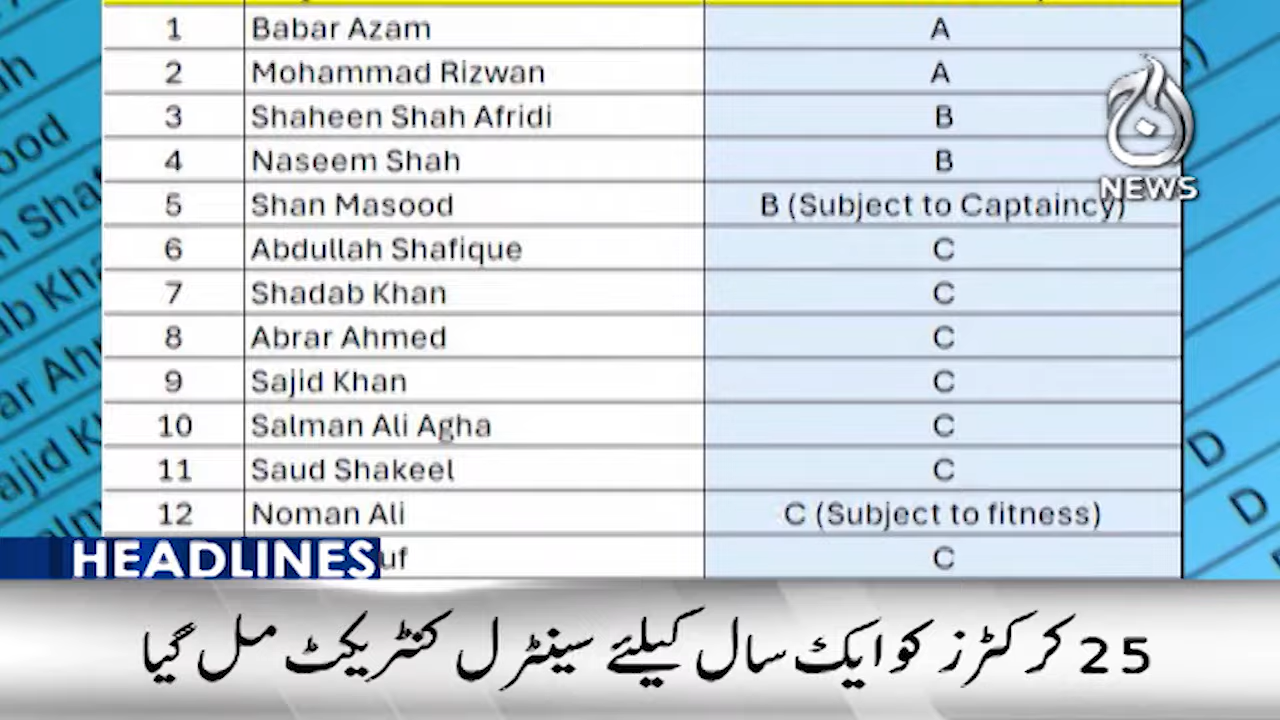 1 Babar Azam A
2 Mohammad Rizwan A
3 Shaheen Shah Afridi B
4 Naseem Shah B
5 Shan Masood B (Subject to Captaincy)
6 Abdullah Shafique C
7 Shadab Khan C
8 Abrar Ahmed C
9 Sajid Khan C
10 Salman Ali Agha C
11 Saud Shakeel C
12 Noman Ali C (Subject to fitness)
uf C
آج
NEWS
D
D
HEADLINES
25 کرکٹرز کو ایک سال کیلئے سینٹرل کنٹریکٹ مل گیا